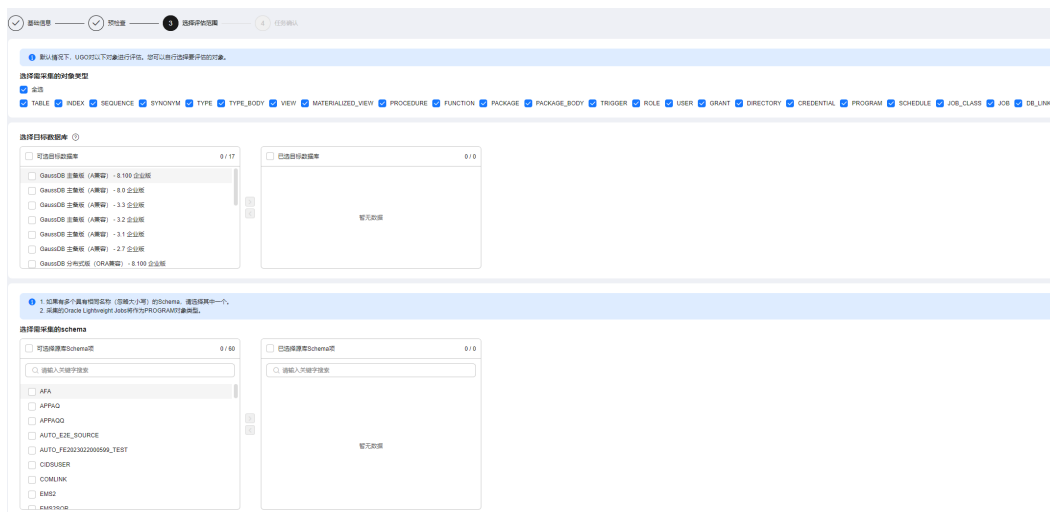 基础信息
预检查
3 选择评估范围
4 任务确认
默认情况下，UGO对以下对象进行评估。您可以自行选择要评估的对象。
选择需采集的对象类型
全选
TABLE INDEX SEQUENCE SYNONYM TYPE TYPE_BODY VIEW MATERIALIZED_VIEW PROCEDURE FUNCTION PACKAGE PACKAGE_BODY TRIGGER ROLE USER GRANT DIRECTORY CREDENTIAL PROGRAM SCHEDULE JOB_CLASS JOB DB_LINK
选择目标数据库
可选目标数据库 0 / 17
已选目标数据库 0 / 0
GaussDB 主备版（A兼容） - 8.100 企业版
GaussDB 主备版（A兼容） - 8.0 企业版
GaussDB 主备版（A兼容） - 3.3 企业版
GaussDB 主备版（A兼容） - 3.2 企业版
GaussDB 主备版（A兼容） - 3.1 企业版
GaussDB 主备版（A兼容） - 2.7 企业版
GaussDB 分布式版（ORA兼容） - 8.100 企业版
暂无数据
1. 如果有多个具有相同名称（忽略大小写）的Schema，请选择其中一个。
2. 采集的Oracle Lightweight Jobs将作为PROGRAM对象类型。
选择需采集的schema
可选择源库Schema项 0 / 60
已选择源库Schema项 0 / 0
请输入关键字搜索
请输入关键字搜索
AFA
APPAQ
APPAQQ
AUTO_E2E_SOURCE
AUTO_FE2023022000599_TEST
CIDSUSER
COMLINK
EMS2
EMS2SOR
暂无数据